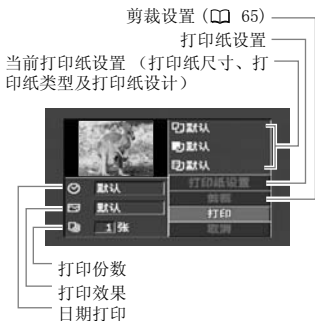 剪裁设置 (65)
打印纸设置
当前打印纸设置 (打印纸尺寸、打
印纸类型及打印纸设计)
默认
默认
默认
打印纸设置
默认
剪裁
默认
打印
1 张
取消
打印份数
打印效果
日期打印